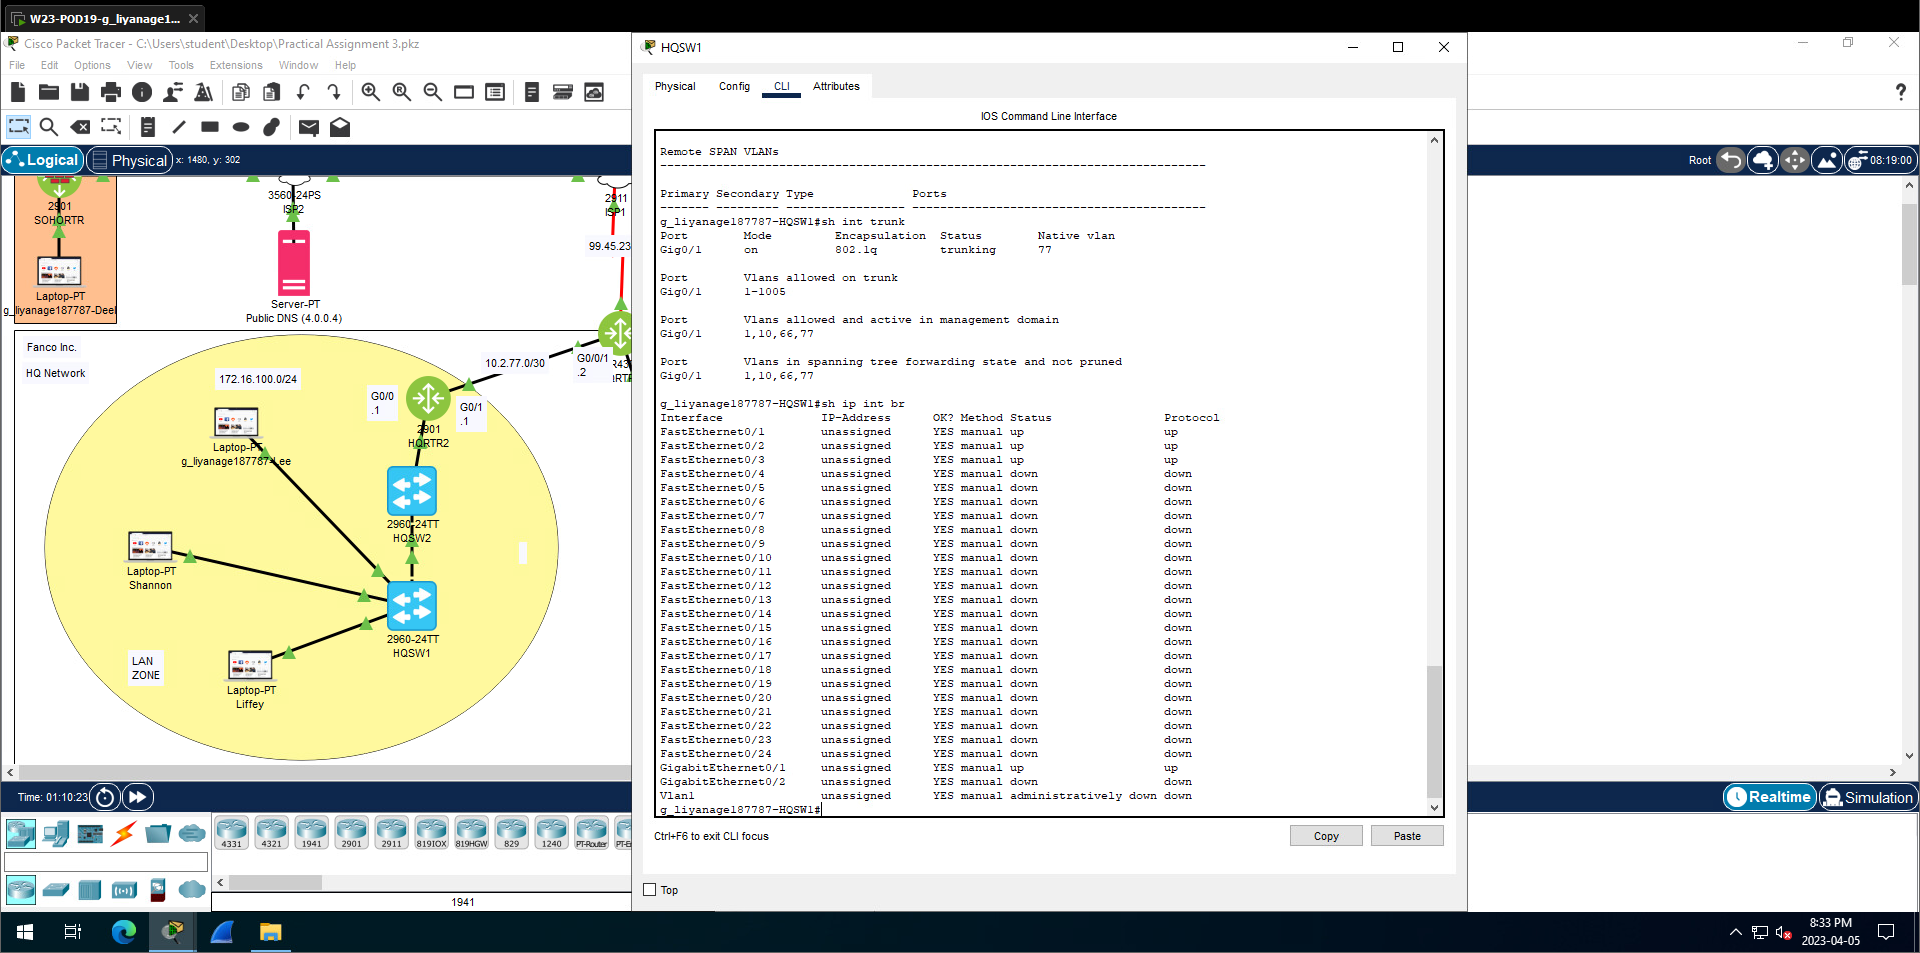 W23-POD19-g_liyanage1...
Cisco Packet Tracer - C:\Users\student\Desktop\Practical Assignment 3.pkz
File Edit Options View Tools Extensions Window Help
Logical Physical x: 1480, y: 302
Root 08:19:00
2901
SOHORTR
Laptop-PT
g_liyanage187787-Deel
3560-24PS
ISP2
Server-PT
Public DNS (4.0.0.4)
2911
ISP1
99.45.23
Fanco Inc.
HQ Network
172.16.100.0/24
10.2.77.0/30
G0/0/1
.2
G0/0
.1
G0/1
.1
2901
HQRTR2
Laptop-PT
g_liyanage187787-Lee
2960-24TT
HQSW2
Laptop-PT
Shannon
2960-24TT
HQSW1
LAN
ZONE
Laptop-PT
Liffey
Time: 01:10:23
Realtime Simulation
4331 4321 1941 2901 2911 819IOX 819HGW 829 1240 PT-Router PT-E
1941
HQSW1
Physical Config CLI Attributes
IOS Command Line Interface
Remote SPAN VLANs
------------------------------------------------------------------------------
Primary Secondary Type              Ports
------- --------- ----------------- ------------------------------------------
g_liyanage187787-HQSW1#sh int trunk
Port        Mode         Encapsulation  Status        Native vlan
Gig0/1      on           802.1q         trunking      77
Port        Vlans allowed on trunk
Gig0/1      1-1005
Port        Vlans allowed and active in management domain
Gig0/1      1,10,66,77
Port        Vlans in spanning tree forwarding state and not pruned
Gig0/1      1,10,66,77
g_liyanage187787-HQSW1#sh ip int br
Interface              IP-Address      OK? Method Status                Protocol
FastEthernet0/1        unassigned      YES manual up                    up
FastEthernet0/2        unassigned      YES manual up                    up
FastEthernet0/3        unassigned      YES manual up                    up
FastEthernet0/4        unassigned      YES manual down                  down
FastEthernet0/5        unassigned      YES manual down                  down
FastEthernet0/6        unassigned      YES manual down                  down
FastEthernet0/7        unassigned      YES manual down                  down
FastEthernet0/8        unassigned      YES manual down                  down
FastEthernet0/9        unassigned      YES manual down                  down
FastEthernet0/10       unassigned      YES manual down                  down
FastEthernet0/11       unassigned      YES manual down                  down
FastEthernet0/12       unassigned      YES manual down                  down
FastEthernet0/13       unassigned      YES manual down                  down
FastEthernet0/14       unassigned      YES manual down                  down
FastEthernet0/15       unassigned      YES manual down                  down
FastEthernet0/16       unassigned      YES manual down                  down
FastEthernet0/17       unassigned      YES manual down                  down
FastEthernet0/18       unassigned      YES manual down                  down
FastEthernet0/19       unassigned      YES manual down                  down
FastEthernet0/20       unassigned      YES manual down                  down
FastEthernet0/21       unassigned      YES manual down                  down
FastEthernet0/22       unassigned      YES manual down                  down
FastEthernet0/23       unassigned      YES manual down                  down
FastEthernet0/24       unassigned      YES manual down                  down
GigabitEthernet0/1     unassigned      YES manual up                    up
GigabitEthernet0/2     unassigned      YES manual down                  down
Vlan1                  unassigned      YES manual administratively down down
g_liyanage187787-HQSW1#
Ctrl+F6 to exit CLI focus
Copy Paste
Top
8:33 PM
2023-04-05